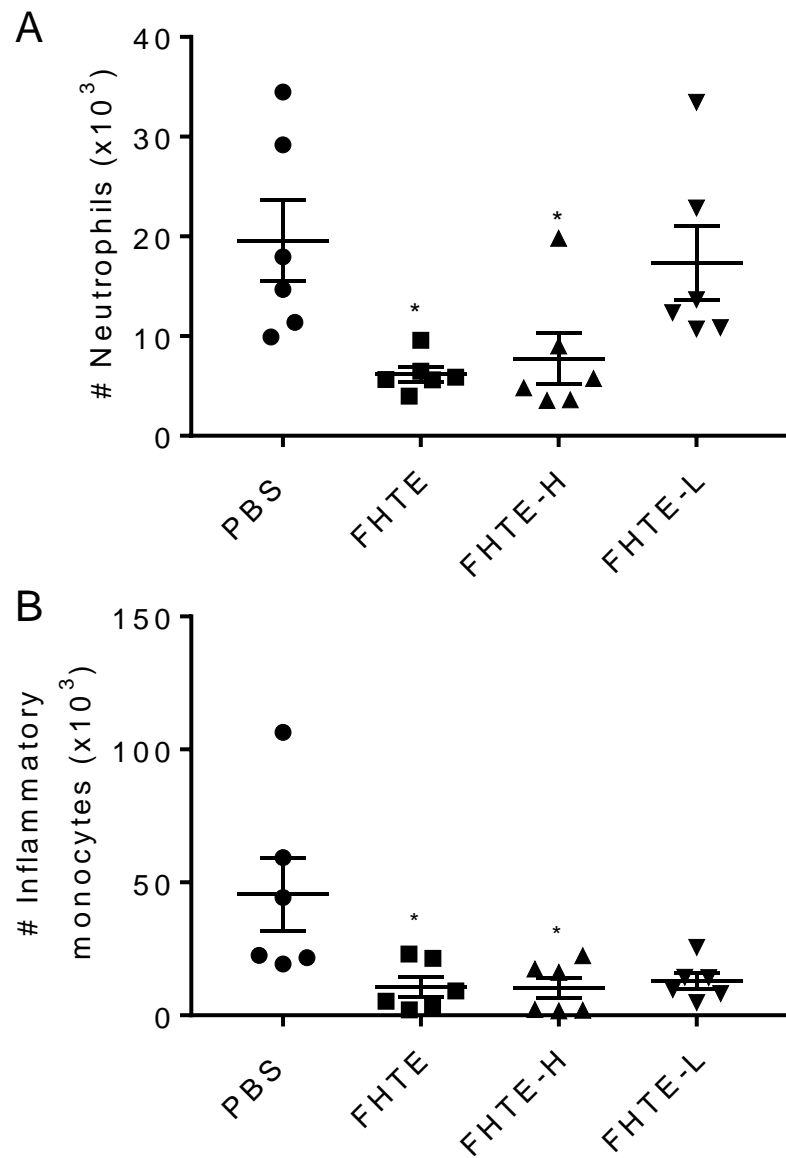 A
# Neutrophils (x10³)
40
30
20
10
0
*
*
PBS
FHTE
FHTE-H
FHTE-L
B
# Inflammatory
monocytes (x10³)
150
100
50
0
*
*
PBS
FHTE
FHTE-H
FHTE-L